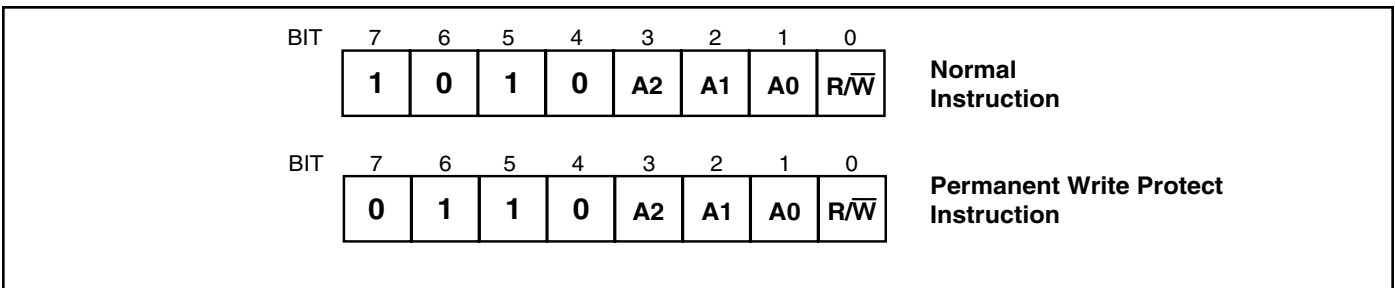 BIT 7 6 5 4 3 2 1 0
1 0 1 0 A2 A1 A0 R/W̅
Normal
Instruction
BIT 7 6 5 4 3 2 1 0
0 1 1 0 A2 A1 A0 R/W̅
Permanent Write Protect
Instruction